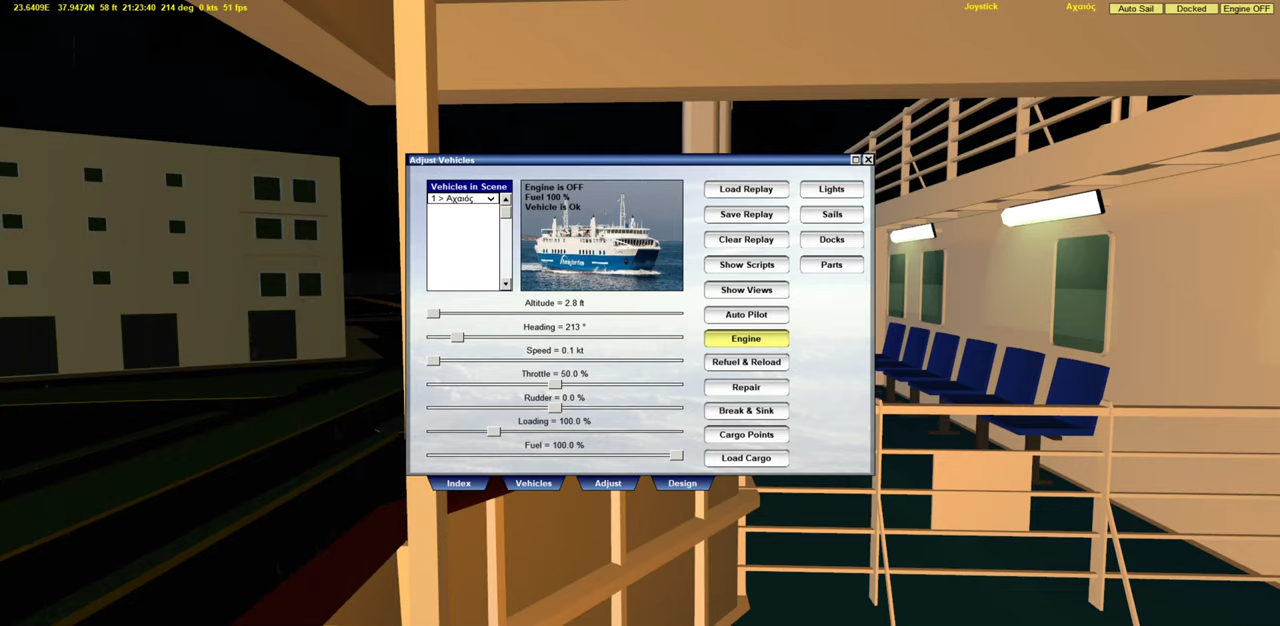 23.6409E 37.9472N 58 ft 21:23:40 214 deg 0 kts 51 fps
Joystick
Αχαιός
Auto Sail
Docked
Engine OFF
Adjust Vehicles
Vehicles in Scene
1 > Αχαιός
Engine is OFF
Fuel 100 %
Vehicle is Ok
Load Replay
Lights
Save Replay
Sails
Clear Replay
Docks
Show Scripts
Parts
Show Views
Auto Pilot
Engine
Refuel & Reload
Repair
Break & Sink
Cargo Points
Load Cargo
Altitude = 2.8 ft
Heading = 213 °
Speed = 0.1 kt
Throttle = 50.0 %
Rudder = 0.0 %
Loading = 100.0 %
Fuel = 100.0 %
Index
Vehicles
Adjust
Design